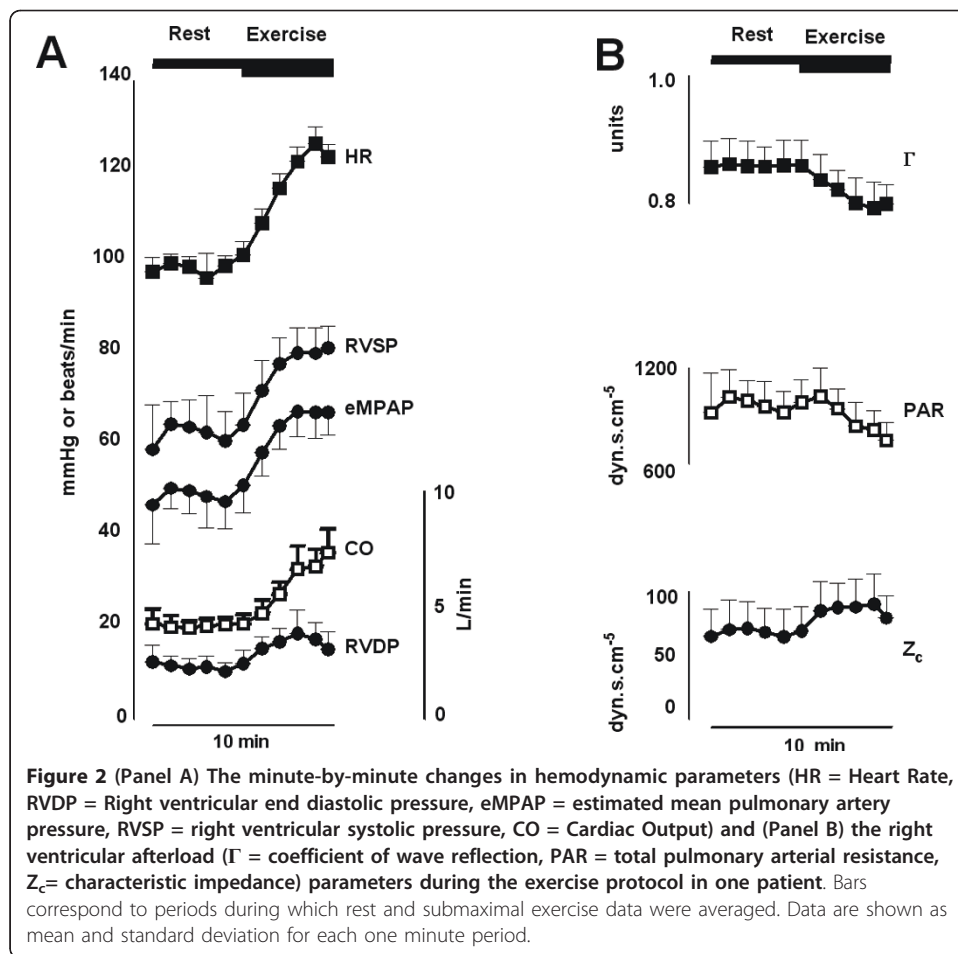 A
Rest Exercise
140
120
100
80
60
40
20
0
mmHg or beats/min
HR
RVSP
eMPAP
CO
RVDP
10
5
0
L/min
10 min
B
Rest Exercise
1.0
0.8
units
Γ
1200
600
dyn.s.cm-5
PAR
100
50
0
dyn.s.cm-5
Zc
10 min
Figure 2 (Panel A) The minute-by-minute changes in hemodynamic parameters (HR = Heart Rate,
RVDP = Right ventricular end diastolic pressure, eMPAP = estimated mean pulmonary artery
pressure, RVSP = right ventricular systolic pressure, CO = Cardiac Output) and (Panel B) the right
ventricular afterload (Γ = coefficient of wave reflection, PAR = total pulmonary arterial resistance,
Zc= characteristic impedance) parameters during the exercise protocol in one patient. Bars
correspond to periods during which rest and submaximal exercise data were averaged. Data are shown as
mean and standard deviation for each one minute period.